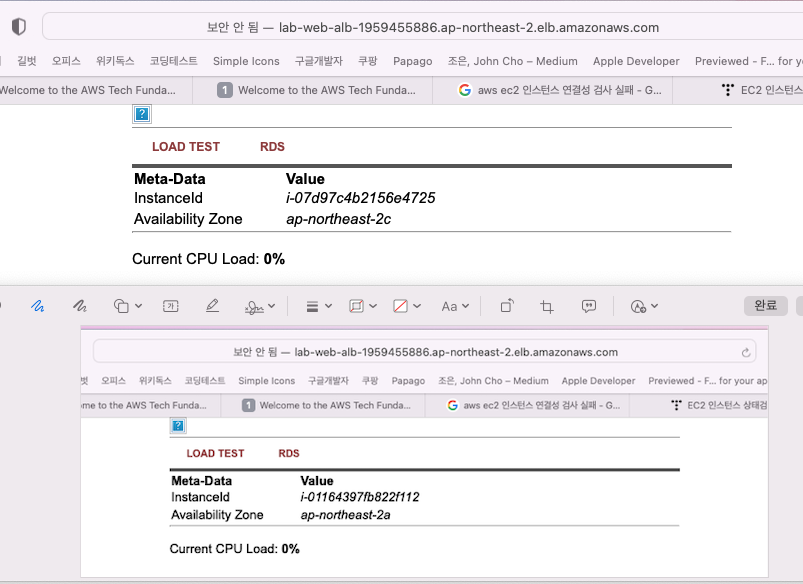 보안 안 됨 — lab-web-alb-1959455886.ap-northeast-2.elb.amazonaws.com
길벗 오피스 위키독스 코딩테스트 Simple Icons 구글개발자 쿠팡 Papago 조은, John Cho – Medium Apple Developer Previewed - F... for yo
Welcome to the AWS Tech Funda... 1 Welcome to the AWS Tech Funda... G aws ec2 인스턴스 연결성 검사 실패 - G... EC2 인스턴스
?
LOAD TEST RDS
Meta-Data Value
InstanceId i-07d97c4b2156e4725
Availability Zone ap-northeast-2c
Current CPU Load: 0%
Aa 완료
보안 안 됨 — lab-web-alb-1959455886.ap-northeast-2.elb.amazonaws.com
벗 오피스 위키독스 코딩테스트 Simple Icons 구글개발자 쿠팡 Papago 조은, John Cho – Medium Apple Developer Previewed - F... for your ap
me to the AWS Tech Funda... 1 Welcome to the AWS Tech Funda... G aws ec2 인스턴스 연결성 검사 실패 - G... EC2 인스턴스 상태검
?
LOAD TEST RDS
Meta-Data Value
InstanceId i-01164397fb822f112
Availability Zone ap-northeast-2a
Current CPU Load: 0%